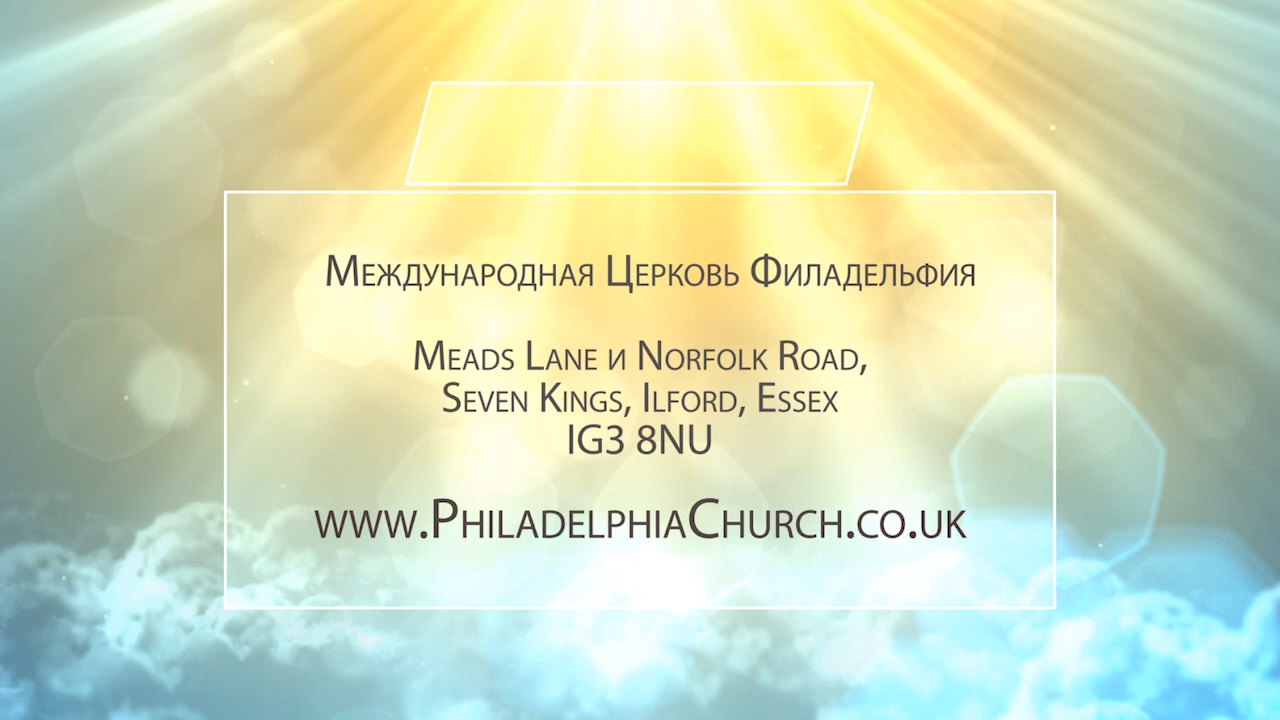 Международная Церковь Филадельфия
Meads Lane и Norfolk Road,
Seven Kings, Ilford, Essex
IG3 8NU
www.PhiladelphiaChurch.co.uk